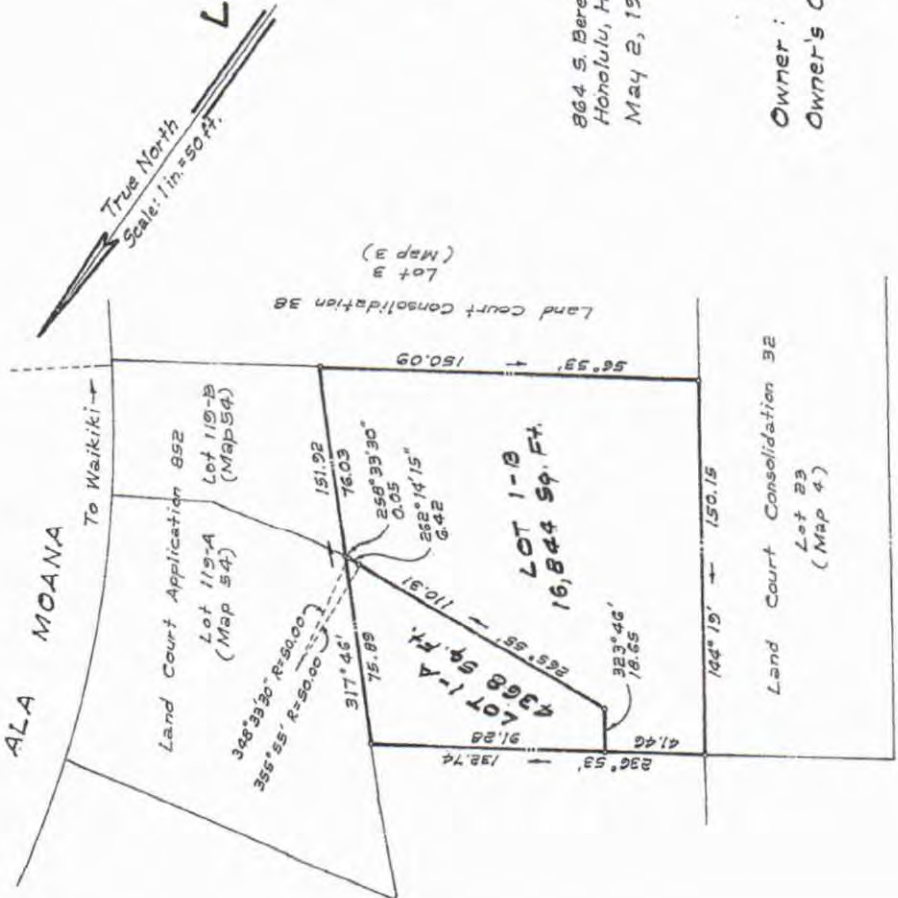 ALA MOANA
To Waikiki →
True North
Scale: 1 in. = 50 ft.
L
Land Court Application 852
Lot 119-A
(Map 54)
Lot 119-B
(Map 54)
Land Court Consolidation 38
Lot 3
(Map 3)
348°33'30" R=50.00
355°55' R=50.00
317°46'
151.92
76.03
75.89
258°33'30"
0.05
262°14'15"
6.42
56°53'
150.09
LOT 1-A
4368 Sq. Ft.
265°55'
110.91
LOT 1-B
16,844 Sq. Ft.
91.28
132.74
236°53'
41.46
323°46'
18.65
144°19'
150.15
Land Court Consolidation 32
Lot 23
(Map 4)
864 S. Bere
Honolulu, H
May 2, 19
Owner :
Owner's